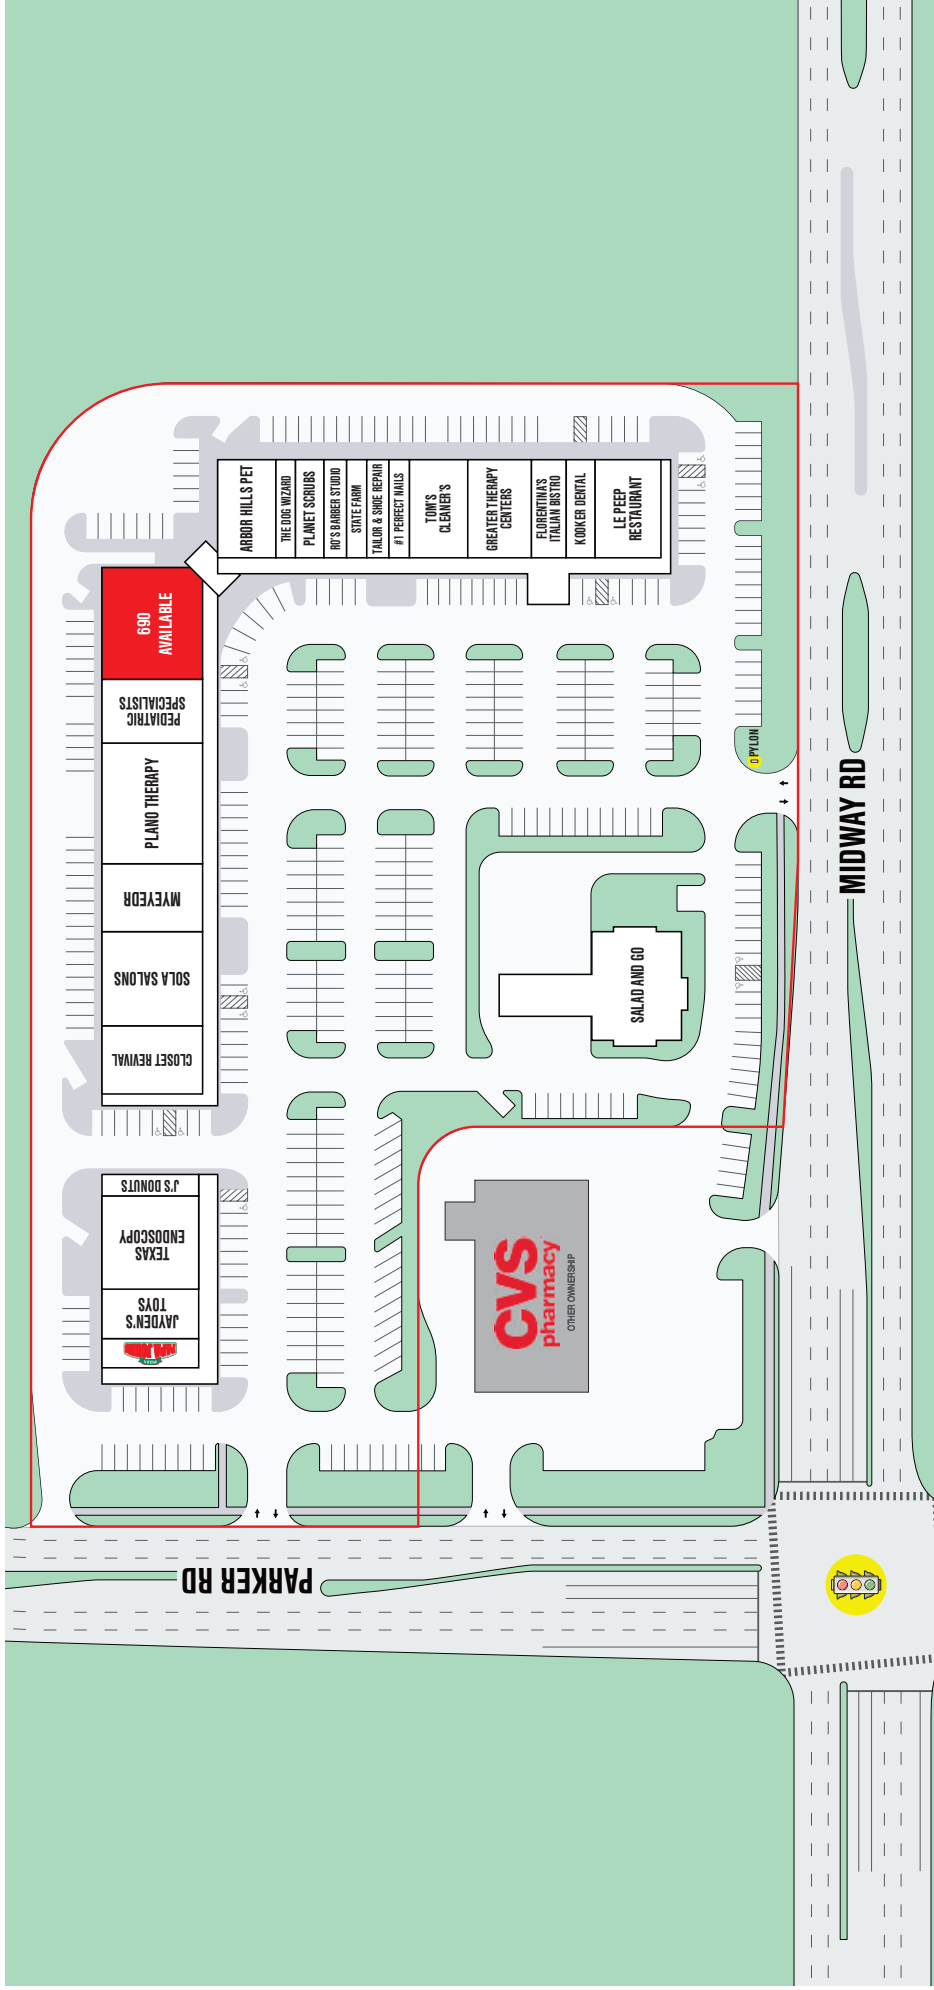 ARBOR HILLS PET
THE DOG WIZARD
PLANET SCRUBS
RO'S BARBER STUDIO
STATE FARM
TAILOR & SHOE REPAIR
#1 PERFECT NAILS
TOM'S
CLEANER'S
GREATER THERAPY
CENTERS
FLORENTINA'S
ITALIAN BISTRO
KOOKER DENTAL
LE PEEP
RESTAURANT
690
AVAILABLE
PEDIATRIC
SPECIALISTS
PLANO THERAPY
MYEYEDR
SOLA SALONS
CLOSET REVIVAL
J'S DONUTS
TEXAS
ENDOSCOPY
JAYDEN'S
TOYS
PAPA JOHN'S
PIZZA
PYLON
MIDWAY RD
SALAD AND GO
CVS
pharmacy
OTHER OWNERSHIP
PARKER RD